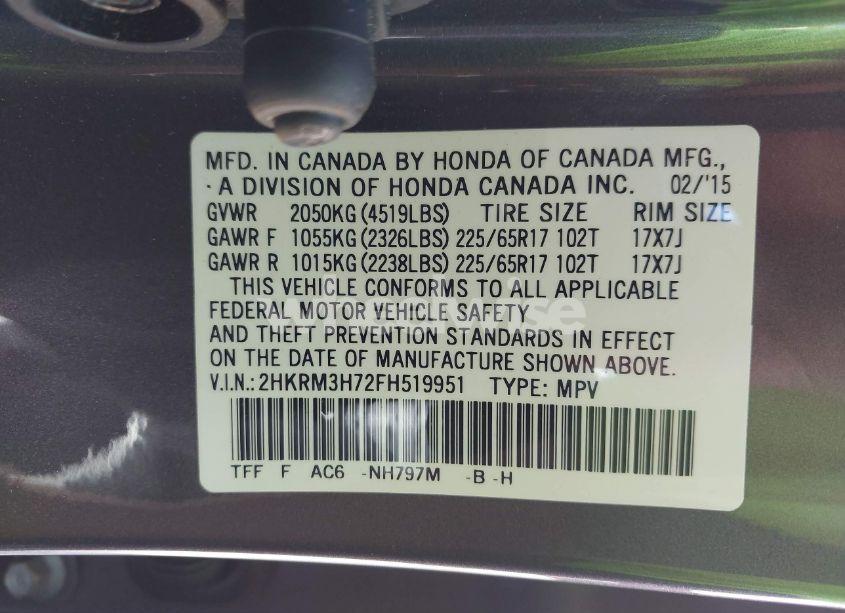 MFD. IN CANADA BY HONDA OF CANADA MFG.,
A DIVISION OF HONDA CANADA INC. 02/'15
GVWR 2050KG (4519LBS) TIRE SIZE RIM SIZE
GAWR F 1055KG (2326LBS) 225/65R17 102T 17X7J
GAWR R 1015KG (2238LBS) 225/65R17 102T 17X7J
THIS VEHICLE CONFORMS TO ALL APPLICABLE
FEDERAL MOTOR VEHICLE SAFETY
AND THEFT PREVENTION STANDARDS IN EFFECT
ON THE DATE OF MANUFACTURE SHOWN ABOVE.
V.I.N.: 2HKRM3H72FH519951 TYPE: MPV
TFF F AC6 -NH797M -B -H